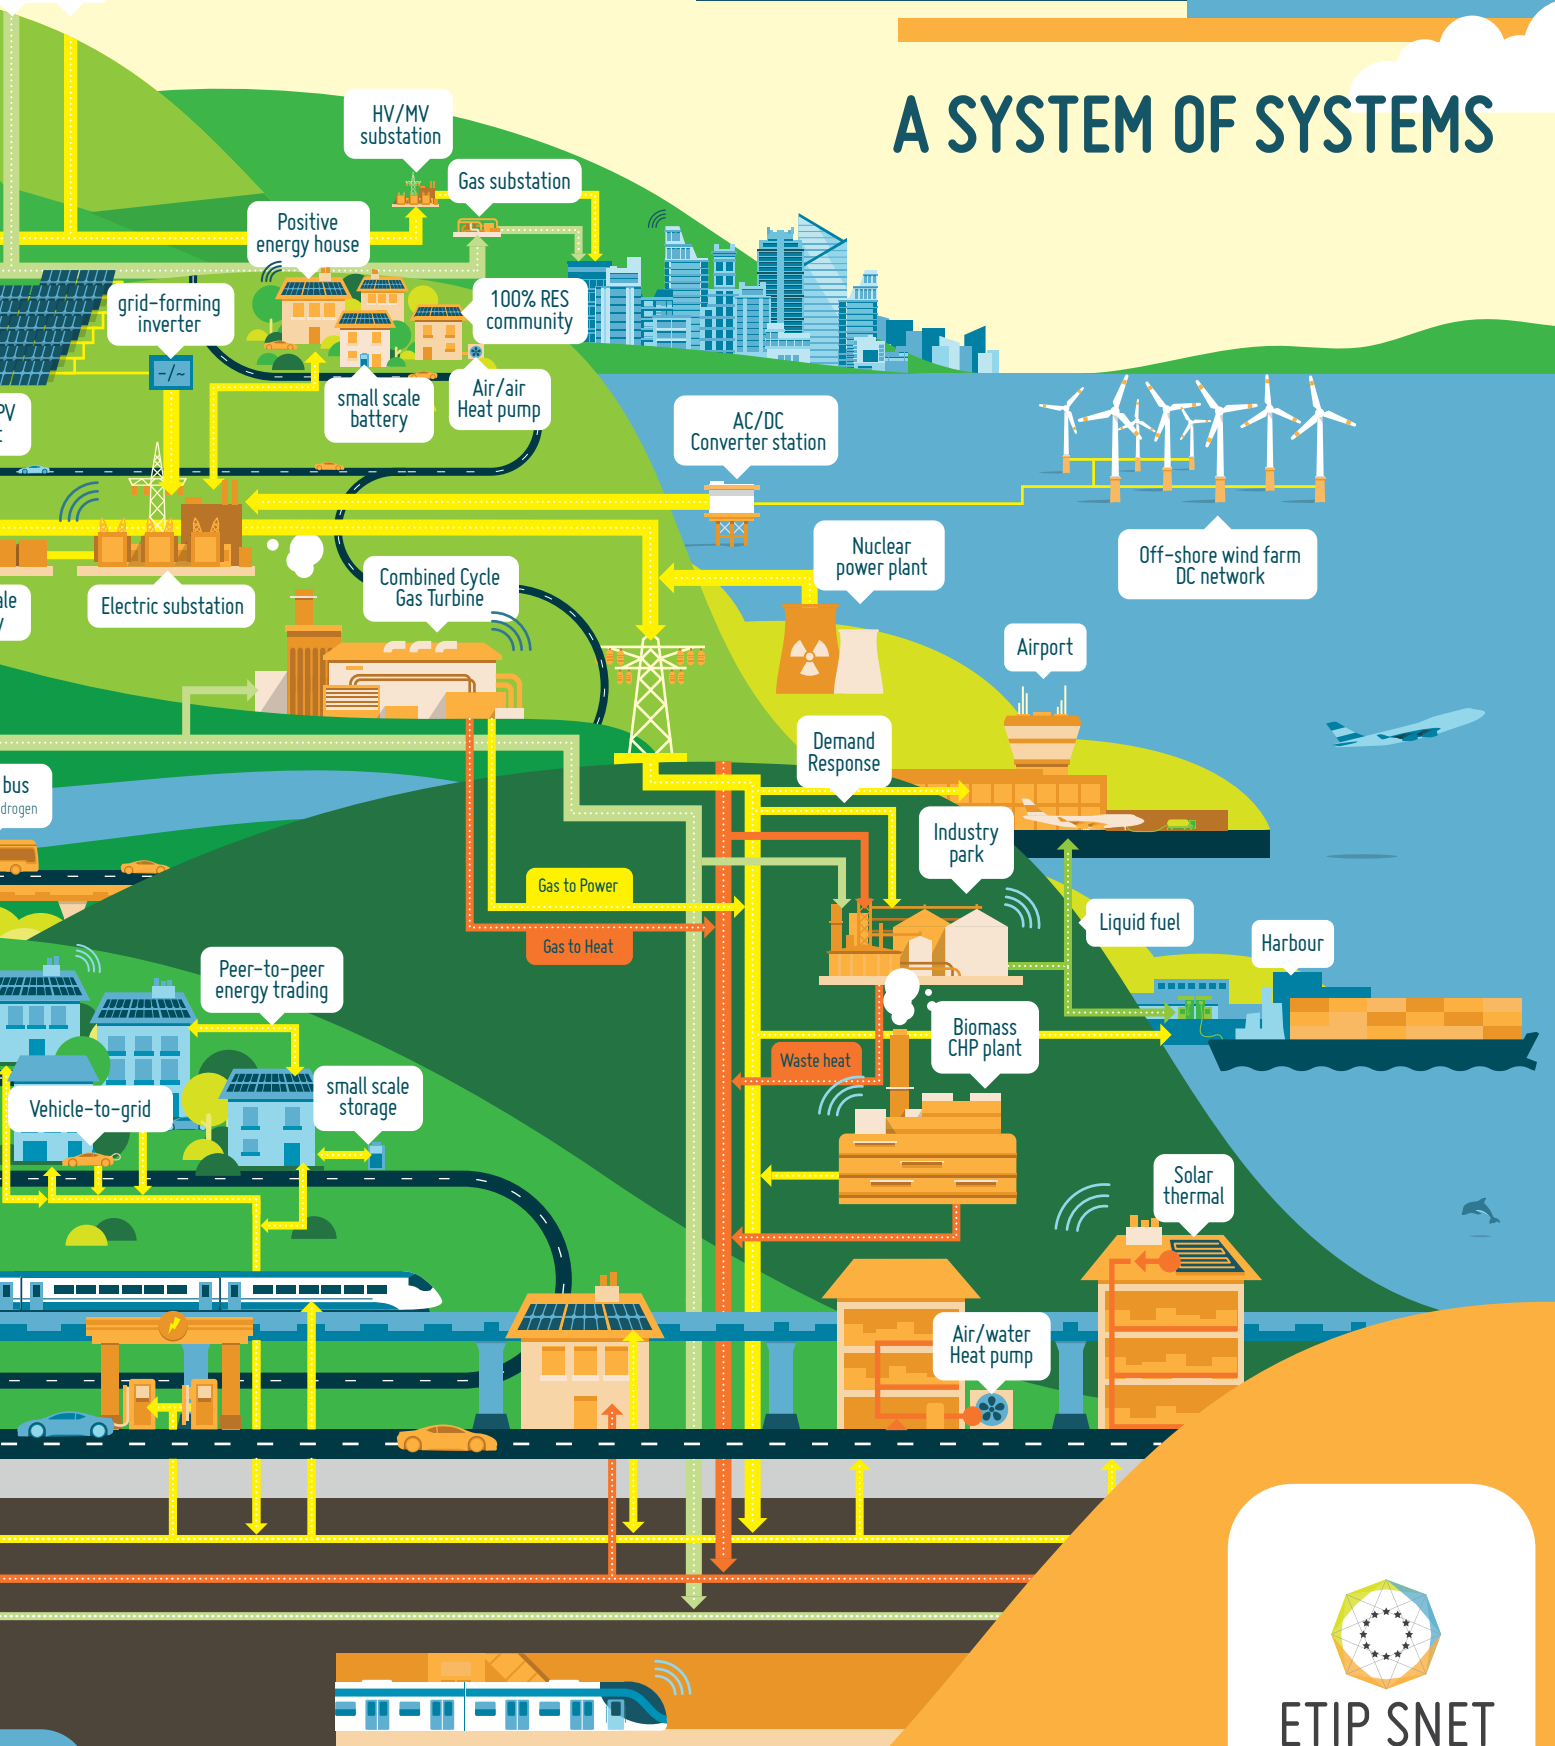 A SYSTEM OF SYSTEMS
HV/MV
substation
Gas substation
Positive
energy house
grid-forming
inverter
-/~
100% RES
community
small scale
battery
Air/air
Heat pump
PV
AC/DC
Converter station
Off-shore wind farm
DC network
Nuclear
power plant
Combined Cycle
Gas Turbine
Electric substation
Airport
Demand
Response
bus
drogen
Industry
park
Gas to Power
Gas to Heat
Liquid fuel
Harbour
Peer-to-peer
energy trading
Biomass
CHP plant
Waste heat
Vehicle-to-grid
small scale
storage
Solar
thermal
Air/water
Heat pump
ETIP SNET